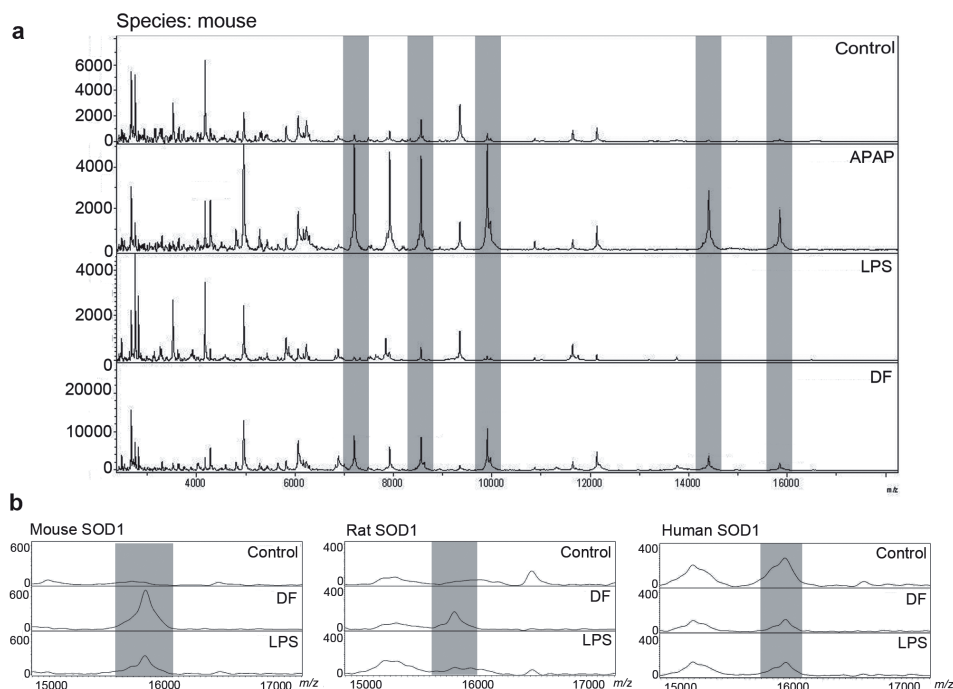 Species: mouse
a
Control
6000
4000
2000
0
APAP
4000
2000
0
LPS
4000
2000
0
DF
20000
10000
0
4000 6000 8000 10000 12000 14000 16000 m/z
b
Mouse SOD1 Rat SOD1 Human SOD1
600 Control 400 Control 400 Control
0 0 0
600 DF 400 DF 400 DF
0 0 0
600 LPS 400 LPS 400 LPS
0 0 0
15000 16000 17000 m/z 15000 16000 17000 m/z 15000 16000 17000 m/z